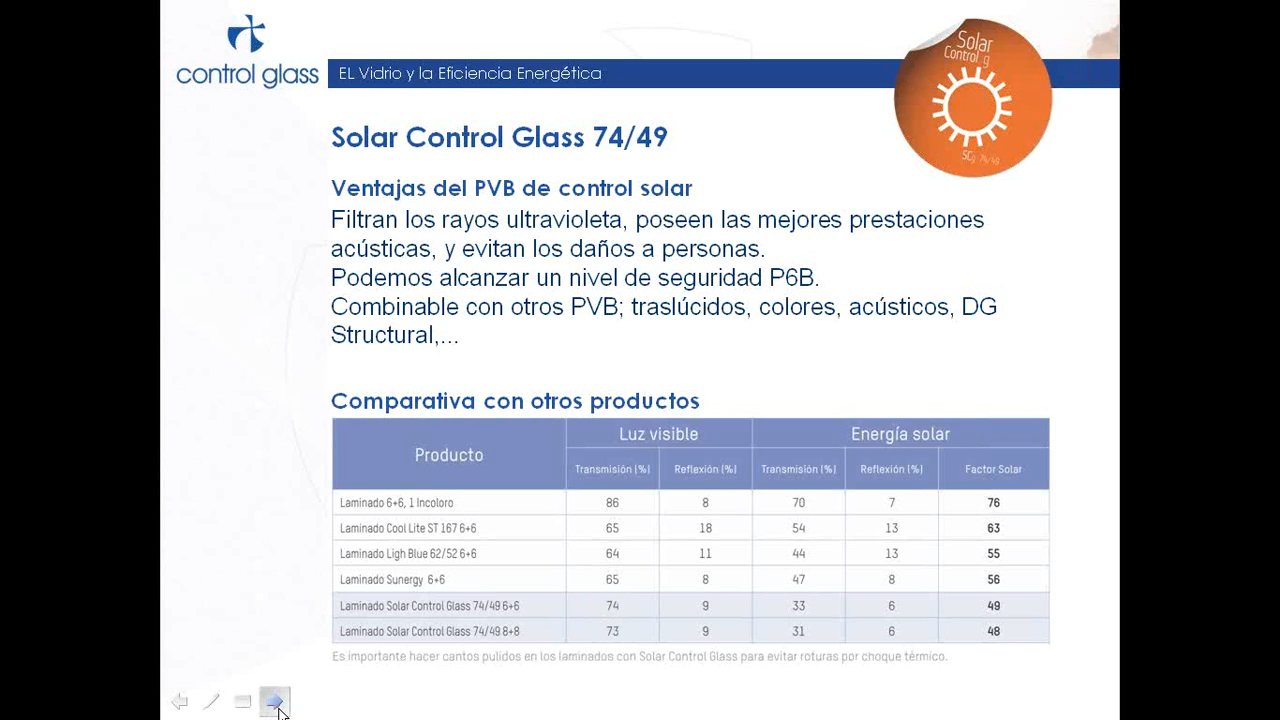 control glass
EL Vidrio y la Eficiencia Energética
Solar
Control g
SCg 74/49
Solar Control Glass 74/49
Ventajas del PVB de control solar
Filtran los rayos ultravioleta, poseen las mejores prestaciones
acústicas, y evitan los daños a personas.
Podemos alcanzar un nivel de seguridad P6B.
Combinable con otros PVB; traslúcidos, colores, acústicos, DG
Structural,...
Comparativa con otros productos
Producto Luz visible Energía solar
Transmisión (%) Reflexión (%) Transmisión (%) Reflexión (%) Factor Solar
Laminado 6+6, 1 Incoloro 86 8 70 7 76
Laminado Cool Lite ST 167 6+6 65 18 54 13 63
Laminado Ligh Blue 62/52 6+6 64 11 44 13 55
Laminado Sunergy 6+6 65 8 47 8 56
Laminado Solar Control Glass 74/49 6+6 74 9 33 6 49
Laminado Solar Control Glass 74/49 8+8 73 9 31 6 48
Es importante hacer cantos pulidos en los laminados con Solar Control Glass para evitar roturas por choque térmico.